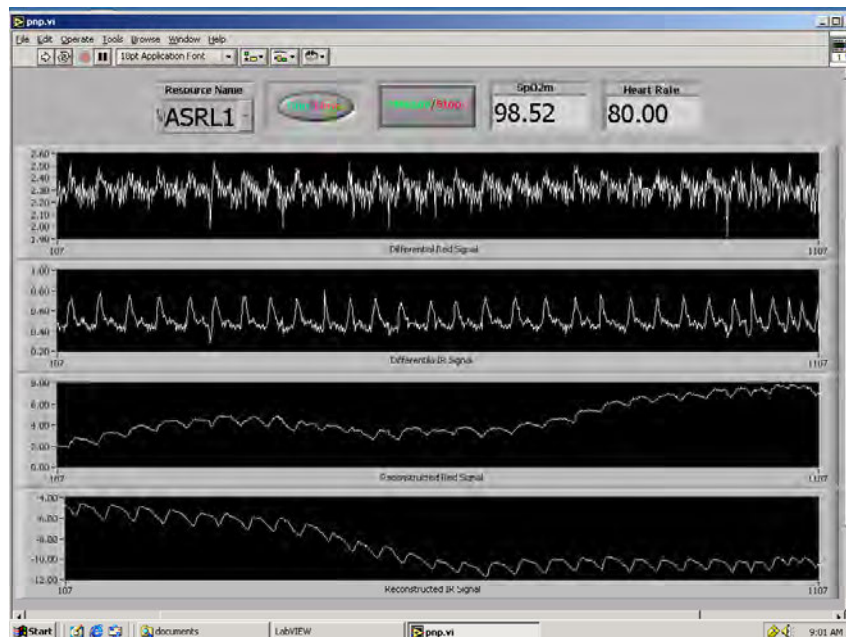 pnp.vi
File Edit Operate Tools Browse Window Help
18pt Application Font
Resource Name
ASRL1
/Stop
SpO2m
98.52
Heart Rate
80.00
2.60
2.50
2.40
2.30
2.20
2.10
2.00
1.90
107
Differential Red Signal
1107
1.00
0.80
0.60
0.40
0.20
107
Differentila IR Signal
1107
8.00
6.00
4.00
2.00
0.00
107
Reconstructed Red Signal
1107
-4.00
-6.00
-8.00
-10.00
-12.00
107
Reconstructed IR Signal
1107
Start
documents
LabVIEW
pnp.vi
9:01 AM